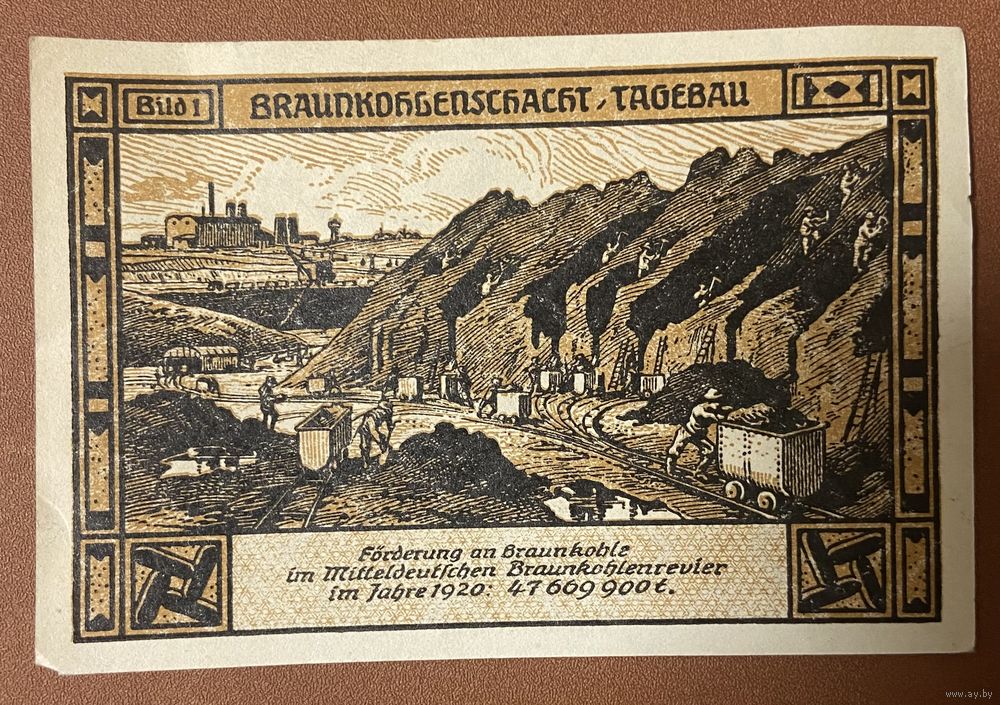 Bild 1
BRAUNKOHLENSCHACHT, TAGEBAU
Förderung an Braunkohle
im Mitteldeutschen Braunkohlenrevier
im Jahre 1920: 47 609 900 t.
www.ay.by